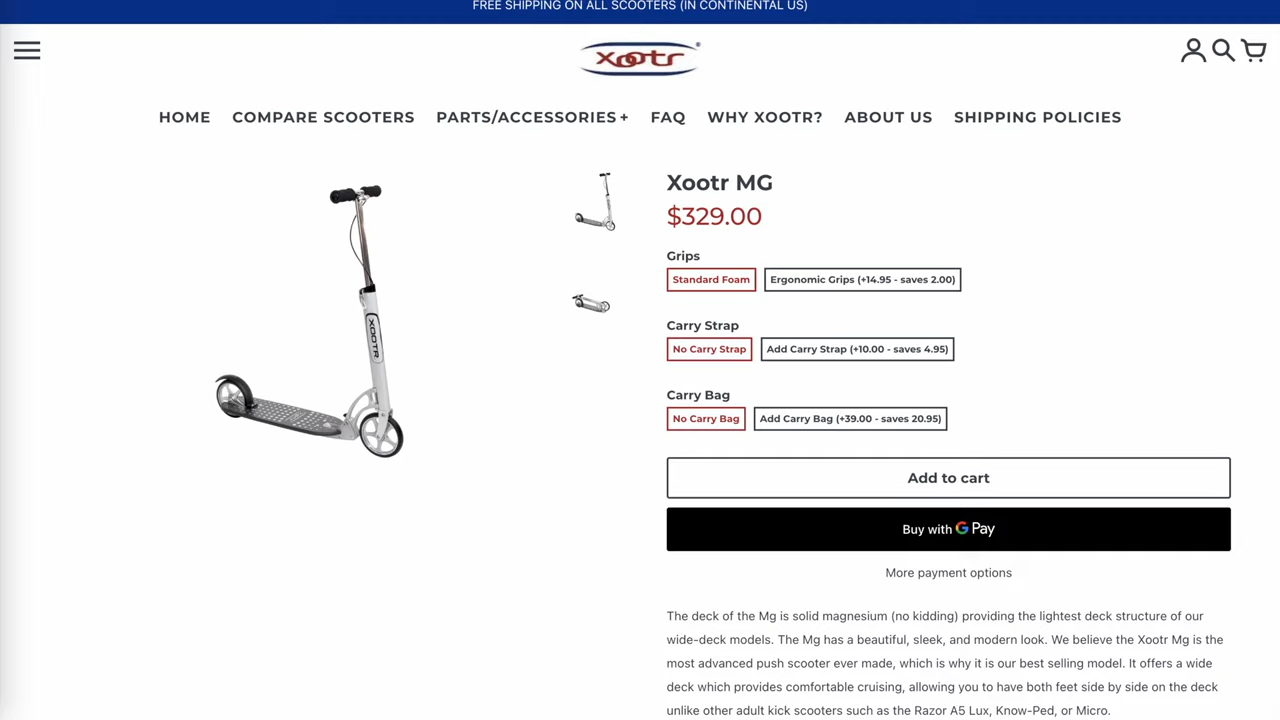 FREE SHIPPING ON ALL SCOOTERS (IN CONTINENTAL US)
xootr®
HOME COMPARE SCOOTERS PARTS/ACCESSORIES + FAQ WHY XOOTR? ABOUT US SHIPPING POLICIES
XOOTR
Xootr MG
$329.00
Grips
Standard Foam Ergonomic Grips (+14.95 - saves 2.00)
Carry Strap
No Carry Strap Add Carry Strap (+10.00 - saves 4.95)
Carry Bag
No Carry Bag Add Carry Bag (+39.00 - saves 20.95)
Add to cart
Buy with G Pay
More payment options
The deck of the Mg is solid magnesium (no kidding) providing the lightest deck structure of our
wide-deck models. The Mg has a beautiful, sleek, and modern look. We believe the Xootr Mg is the
most advanced push scooter ever made, which is why it is our best selling model. It offers a wide
deck which provides comfortable cruising, allowing you to have both feet side by side on the deck
unlike other adult kick scooters such as the Razor A5 Lux, Know-Ped, or Micro.